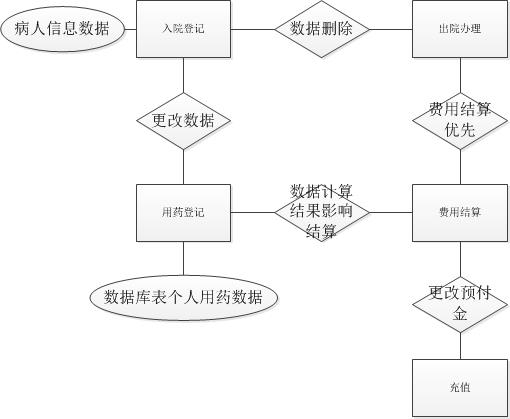 病人信息数据
入院登记
数据删除
出院办理
更改数据
费用结算
优先
用药登记
数据计算
结果影响
结算
费用结算
数据库表个人用药数据
更改预付
金
充值